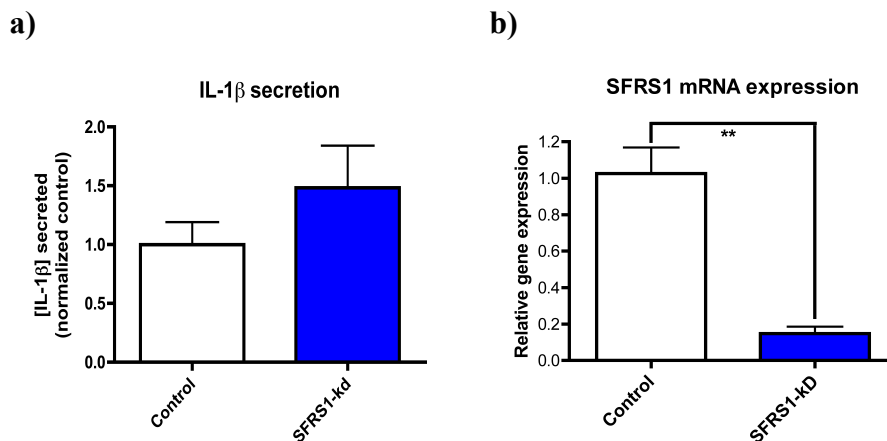 a)
IL-1β secretion
[IL-1β] secreted
(normalized control)
2.0
1.5
1.0
0.5
0.0
Control
SFRS1-kd
b)
SFRS1 mRNA expression
**
Relative gene expression
1.2
1.0
0.8
0.6
0.4
0.2
0.0
Control
SFRS1-kD